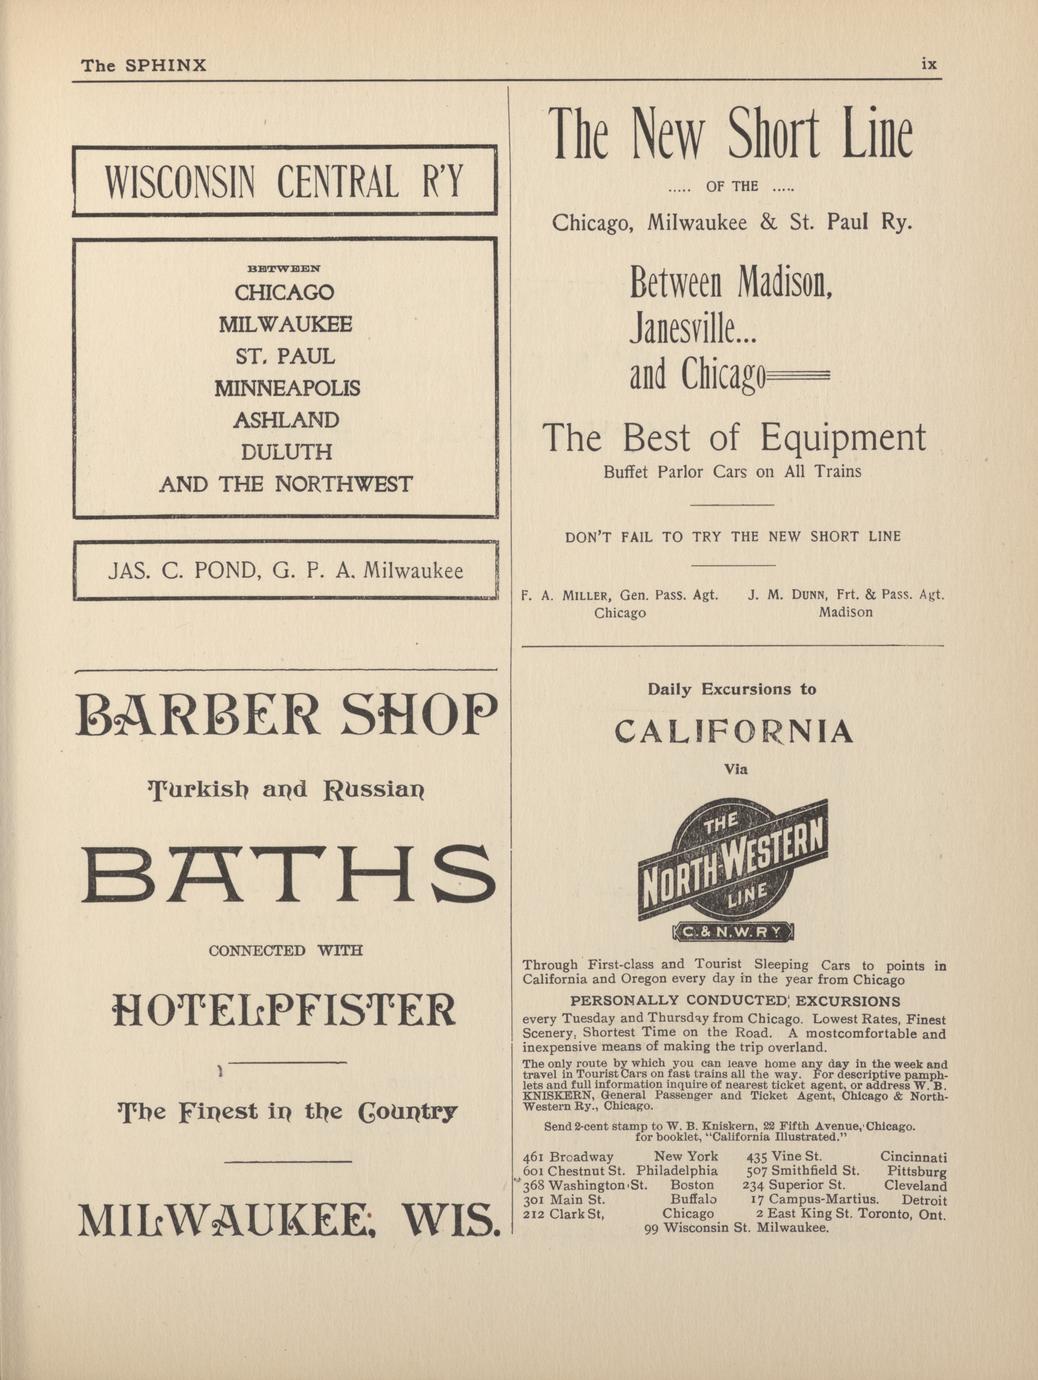 The SPHINX
ix
WISCONSIN CENTRAL R'Y
BETWEEN
CHICAGO
MILWAUKEE
ST. PAUL
MINNEAPOLIS
ASHLAND
DULUTH
AND THE NORTHWEST
JAS. C. POND, G. P. A. Milwaukee
BARBER SHOP
Turkish and Russian
BATHS
CONNECTED WITH
HOTEL PFISTER
The Finest in the Country
MILWAUKEE, WIS.
The New Short Line
..... OF THE .....
Chicago, Milwaukee & St. Paul Ry.
Between Madison,
Janesville...
and Chicago
The Best of Equipment
Buffet Parlor Cars on All Trains
DON'T FAIL TO TRY THE NEW SHORT LINE
F. A. MILLER, Gen. Pass. Agt. J. M. DUNN, Frt. & Pass. Agt.
Chicago Madison
Daily Excursions to
CALIFORNIA
Via
THE
NORTH-WESTERN
LINE
C. & N. W. R Y
Through First-class and Tourist Sleeping Cars to points in
California and Oregon every day in the year from Chicago
PERSONALLY CONDUCTED EXCURSIONS
every Tuesday and Thursday from Chicago. Lowest Rates, Finest
Scenery, Shortest Time on the Road. A mostcomfortable and
inexpensive means of making the trip overland.
The only route by which you can leave home any day in the week and
travel in Tourist Cars on fast trains all the way. For descriptive pamph-
lets and full information inquire of nearest ticket agent, or address W. B.
KNISKERN, General Passenger and Ticket Agent, Chicago & North-
Western Ry., Chicago.
Send 2-cent stamp to W. B. Kniskern, 22 Fifth Avenue, Chicago.
for booklet, "California Illustrated."
461 Broadway New York 435 Vine St. Cincinnati
601 Chestnut St. Philadelphia 507 Smithfield St. Pittsburg
368 Washington St. Boston 234 Superior St. Cleveland
301 Main St. Buffalo 17 Campus-Martius. Detroit
212 Clark St, Chicago 2 East King St. Toronto, Ont.
99 Wisconsin St. Milwaukee.